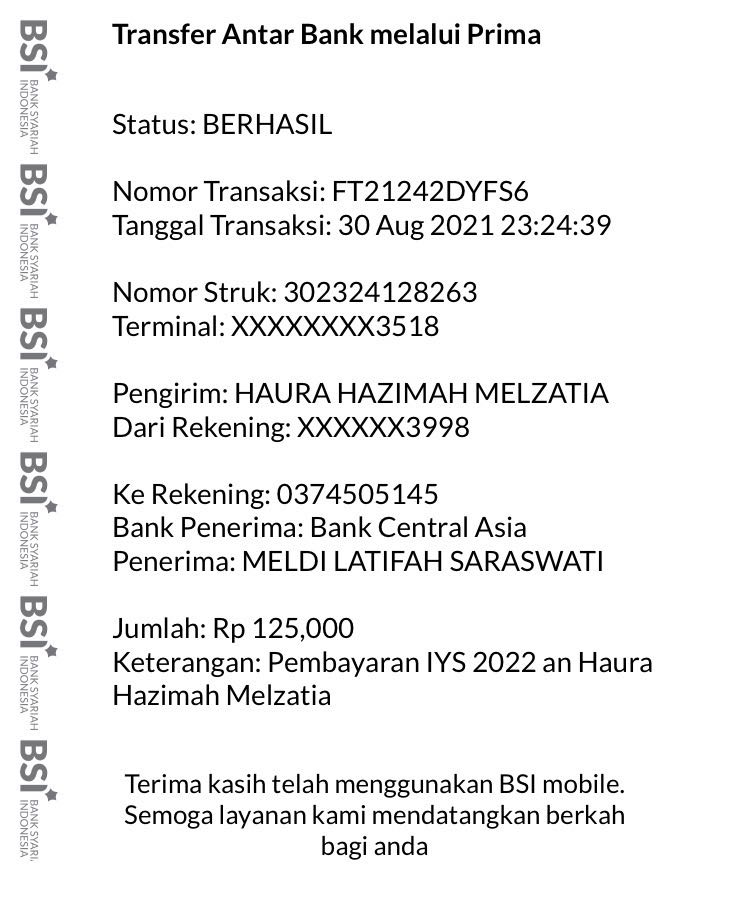 Transfer Antar Bank melalui Prima
Status: BERHASIL
Nomor Transaksi: FT21242DYFS6
Tanggal Transaksi: 30 Aug 2021 23:24:39
Nomor Struk: 302324128263
Terminal: XXXXXXXX3518
Pengirim: HAURA HAZIMAH MELZATIA
Dari Rekening: XXXXXX3998
Ke Rekening: 0374505145
Bank Penerima: Bank Central Asia
Penerima: MELDI LATIFAH SARASWATI
Jumlah: Rp 125,000
Keterangan: Pembayaran IYS 2022 an Haura
Hazimah Melzatia
Terima kasih telah menggunakan BSI mobile.
Semoga layanan kami mendatangkan berkah
bagi anda
BSI
BANK SYARIAH
INDONESIA
BSI
BANK SYARIAH
INDONESIA
BSI
BANK SYARIAH
INDONESIA
BSI
BANK SYARIAH
INDONESIA
BSI
BANK SYARIAH
INDONESIA
BSI
BANK SYARI
INDONESIA